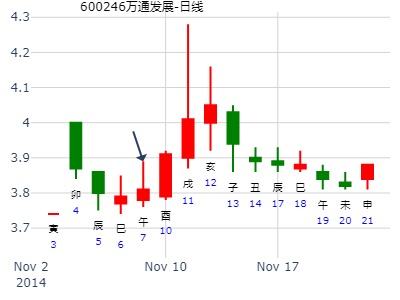 600246万通发展-日线
4.3
4.2
4.1
4
3.9
3.8
3.7
寅
3
卯
4
辰
5
巳
6
午
7
酉
10
戌
11
亥
12
子
13
丑
14
辰
17
巳
18
午
19
未
20
申
21
Nov 2
2014
Nov 10
Nov 17